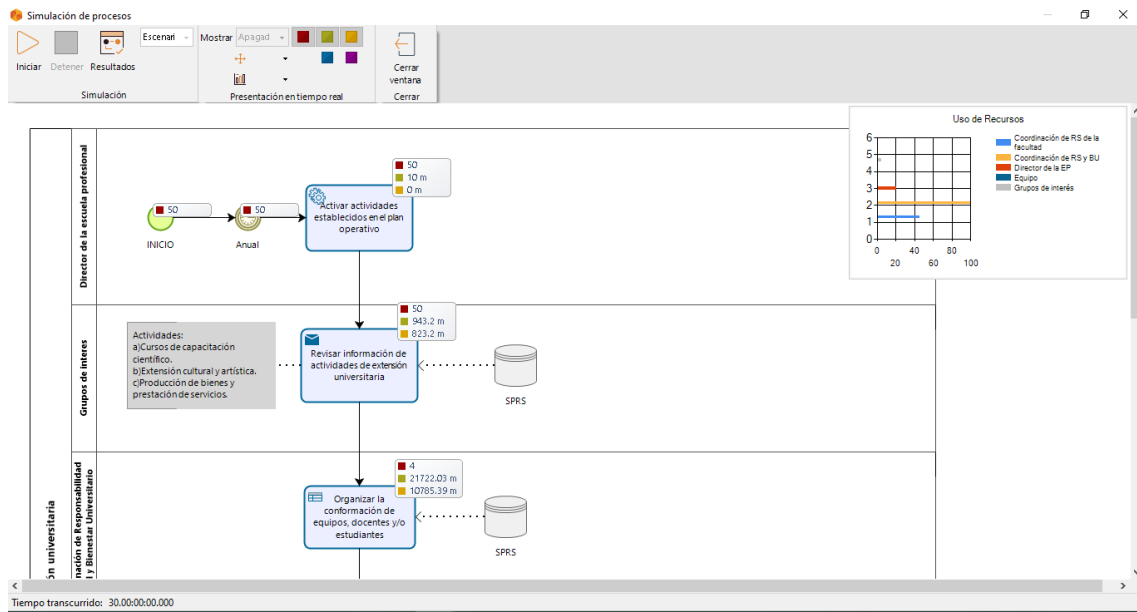 Simulación de procesos
Iniciar
Detener
Resultados
Escenari
Simulación
Mostrar
Apagad
Presentación en tiempo real
Cerrar
ventana
Cerrar
Uso de Recursos
6
5
4
3
2
1
0
0
40
80
20
60
100
Coordinación de RS de la
facultad
Coordinación de RS y BU
Director de la EP
Equipo
Grupos de interés
Director de la escuela profesional
50
INICIO
50
Anual
50
10 m
0 m
Activar actividades
establecidos en el plan
operativo
Grupos de interes
Actividades:
a)Cursos de capacitación
científico.
b)Extensión cultural y artística.
c)Producción de bienes y
prestación de servicios.
50
943.2 m
823.2 m
Revisar información de
actividades de extensión
universitaria
SPRS
ón universitaria
nación de Responsabilidad
l y Bienestar Universitario
4
21722.03 m
10785.39 m
Organizar la
conformación de
equipos, docentes y/o
estudiantes
SPRS
Tiempo transcurrido: 30.00:00:00.000